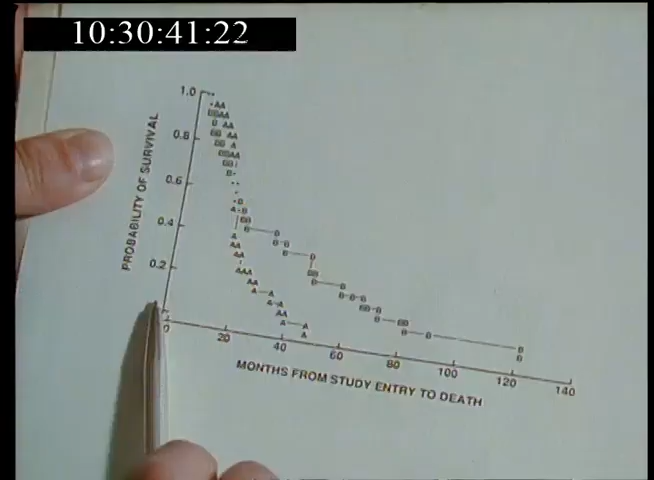 10:30:41:22
1.0
0.8
0.6
0.4
0.2
PROBABILITY OF SURVIVAL
0 20 40 60 80 100 120 140
MONTHS FROM STUDY ENTRY TO DEATH